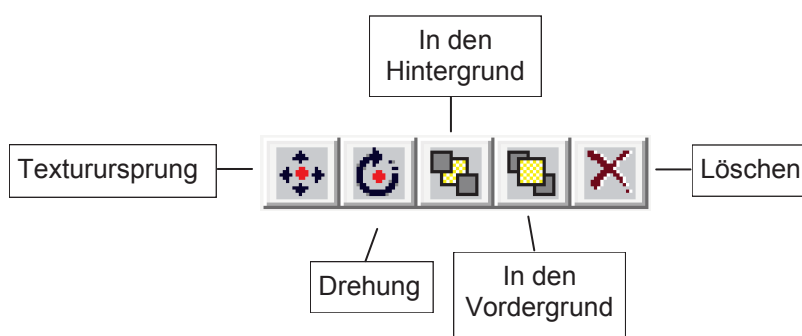 In den
Hintergrund
Texturursprung
Löschen
Drehung
In den
Vordergrund